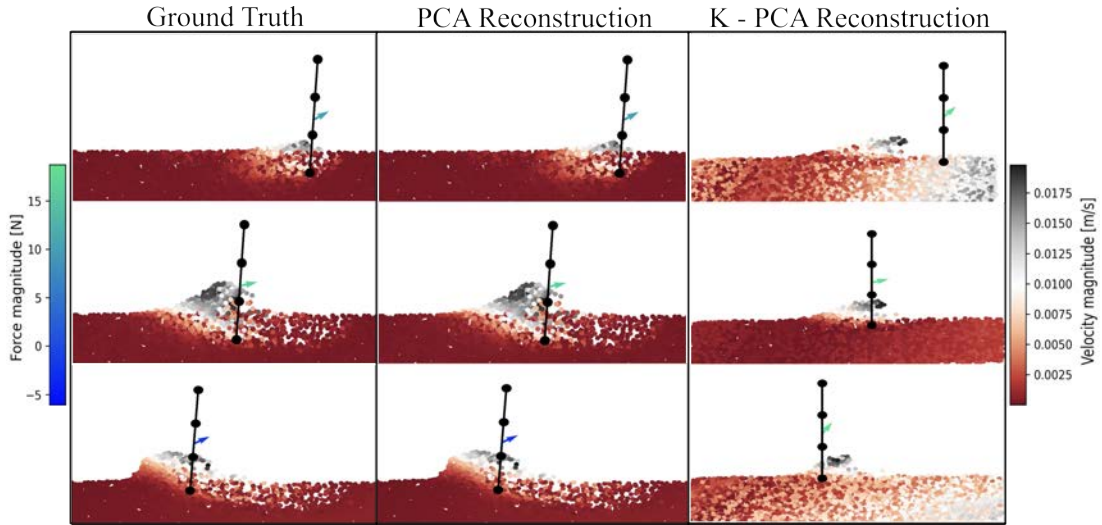 Ground Truth
PCA Reconstruction
K - PCA Reconstruction
Force magnitude [N]
15
10
5
0
−5
0.0175
0.0150
0.0125
0.0100
0.0075
0.0050
0.0025
Velocity magnitude [m/s]